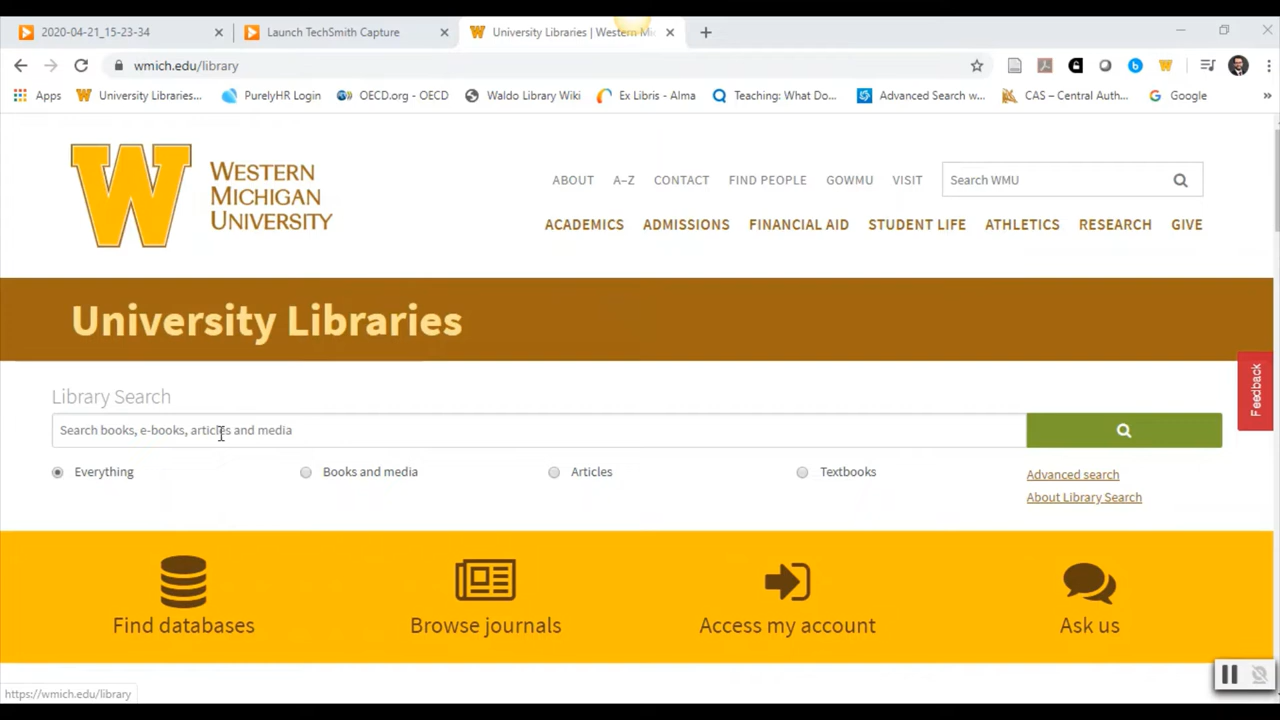 2020-04-21_15-23-34
Launch TechSmith Capture
University Libraries | Western Mic
wmich.edu/library
Apps
University Libraries...
PurelyHR Login
OECD.org - OECD
Waldo Library Wiki
Ex Libris - Alma
Teaching: What Do...
Advanced Search w...
CAS – Central Auth...
Google
W
WESTERN
MICHIGAN
UNIVERSITY
ABOUT
A–Z
CONTACT
FIND PEOPLE
GOWMU
VISIT
Search WMU
ACADEMICS
ADMISSIONS
FINANCIAL AID
STUDENT LIFE
ATHLETICS
RESEARCH
GIVE
University Libraries
Feedback
Library Search
Search books, e-books, articles and media
Everything
Books and media
Articles
Textbooks
Advanced search
About Library Search
Find databases
Browse journals
Access my account
Ask us
https://wmich.edu/library